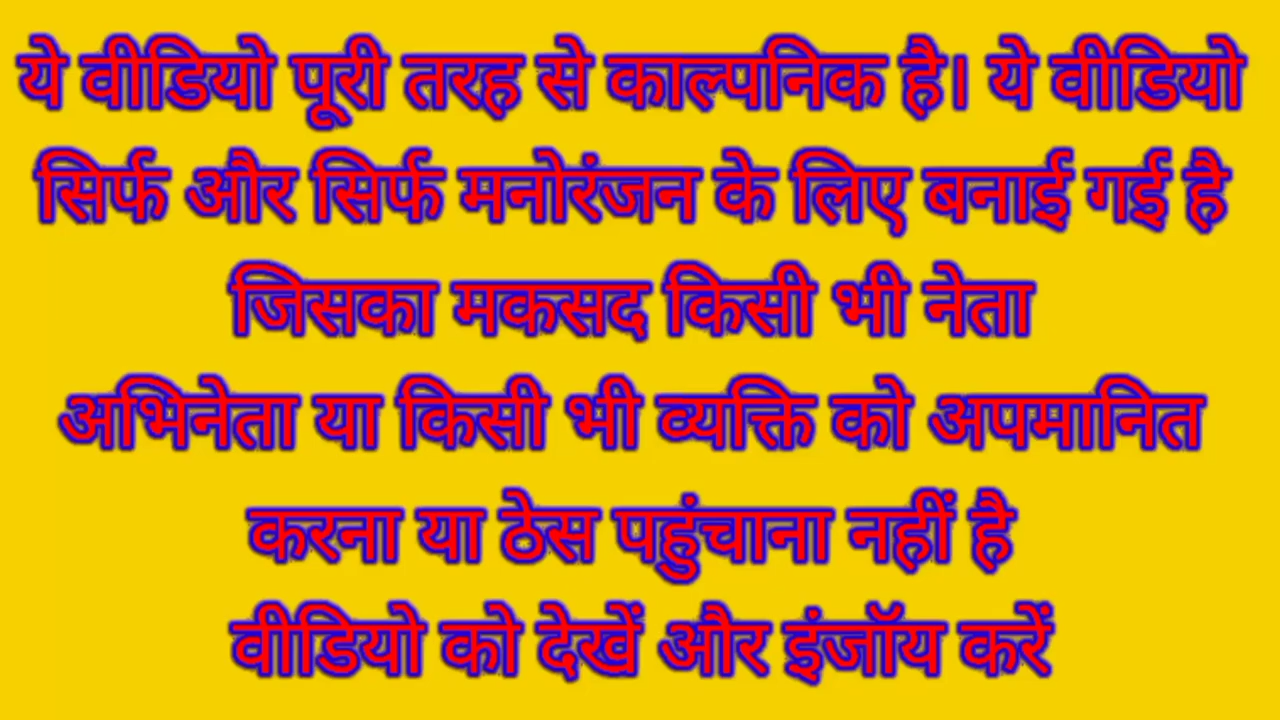 ये वीडियो पूरी तरह से काल्पनिक है। ये वीडियो
सिर्फ और सिर्फ मनोरंजन के लिए बनाई गई है
जिसका मकसद किसी भी नेता
अभिनेता या किसी भी व्यक्ति को अपमानित
करना या ठेस पहुंचाना नहीं है
वीडियो को देखें और इंजॉय करें